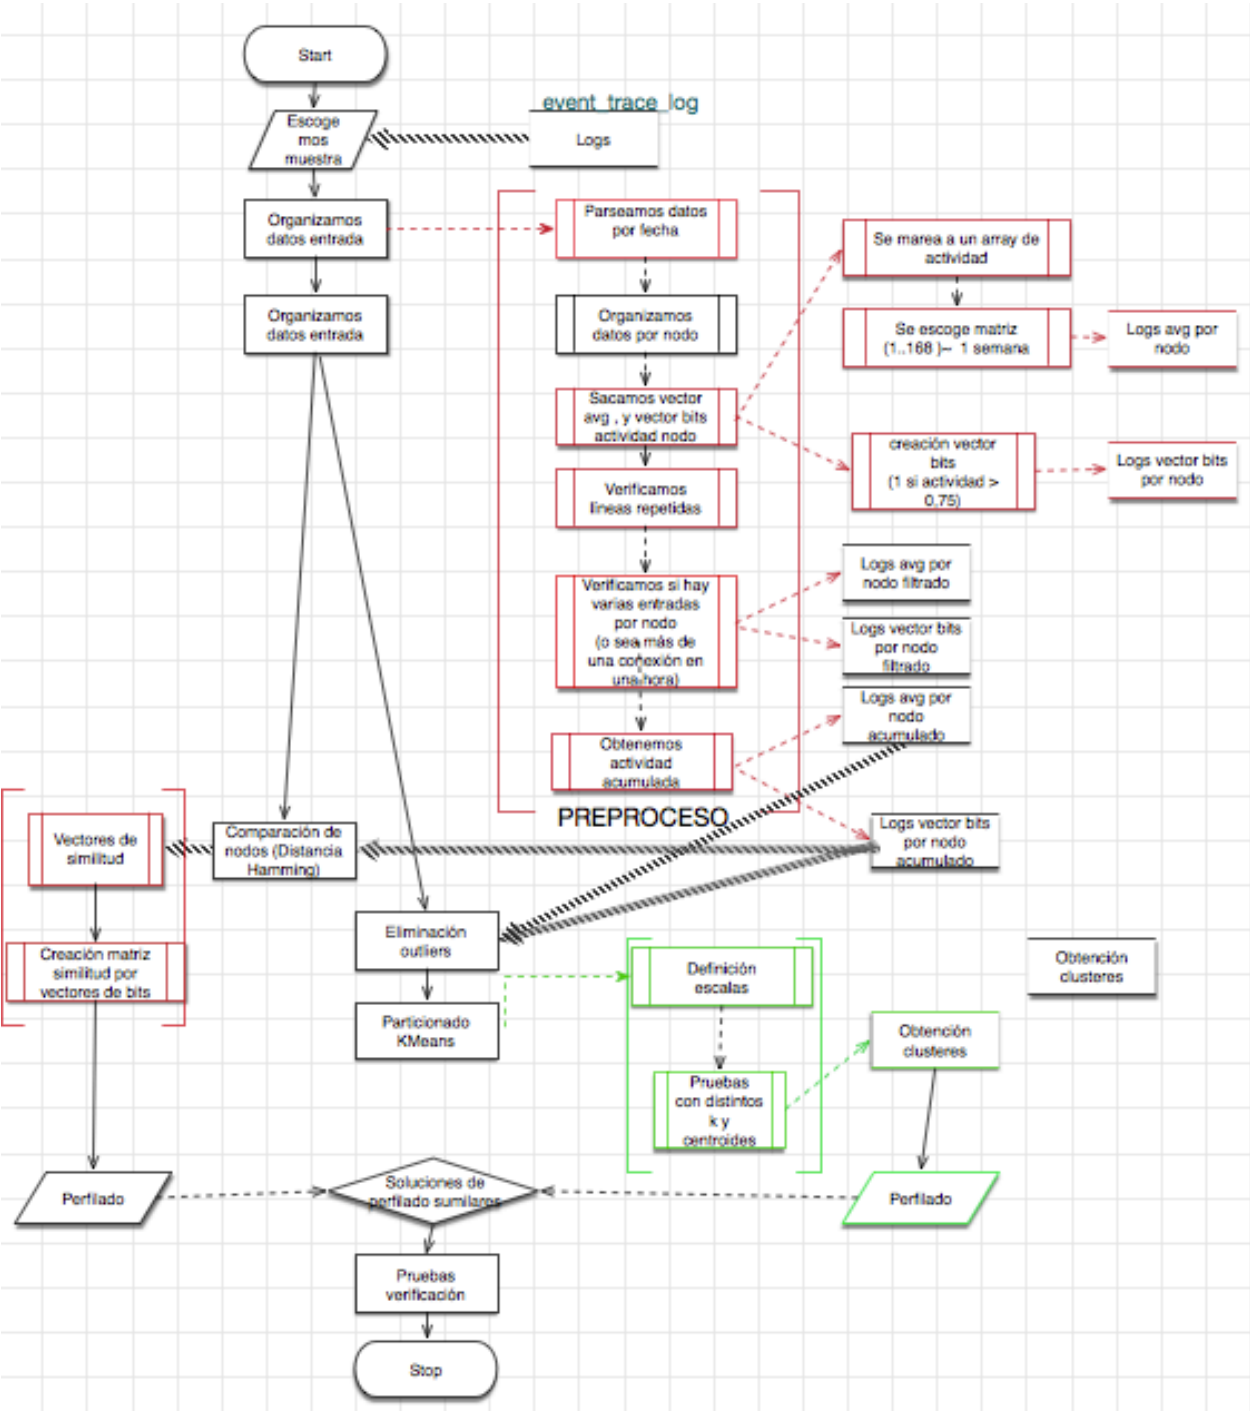 Start
event_trace_log
Escoge
mos
muestra
Logs
Organizamos
datos entrada
Parseamos datos
por fecha
Se marea a un array de
actividad
Organizamos
datos entrada
Organizamos
datos por nodo
Se escoge matriz
(1..168 )~ 1 semana
Logs avg por
nodo
Sacamos vector
avg , y vector bits
actividad nodo
creación vector
bits
(1 si actividad >
0.75)
Logs vector bits
por nodo
Verificamos
líneas repetidas
Verificamos si hay
varias entradas
por nodo
(o sea más de
una conexión en
una hora)
Logs avg por
nodo filtrado
Logs vector bits
por nodo
filtrado
Logs avg por
nodo
acumulado
Obtenemos
actividad
acumulada
PREPROCESO
Vectores de
similitud
Comparación de
nodos (Distancia
Hamming)
Logs vector bits
por nodo
acumulado
Eliminación
outliers
Creación matriz
similitud por
vectores de bits
Definición
escalas
Obtención
clusteres
Particionado
KMeans
Obtención
clusteres
Pruebas
con distintos
k y
centroides
Perfilado
Soluciones de
perfilado sumilares
Perfilado
Pruebas
verificación
Stop